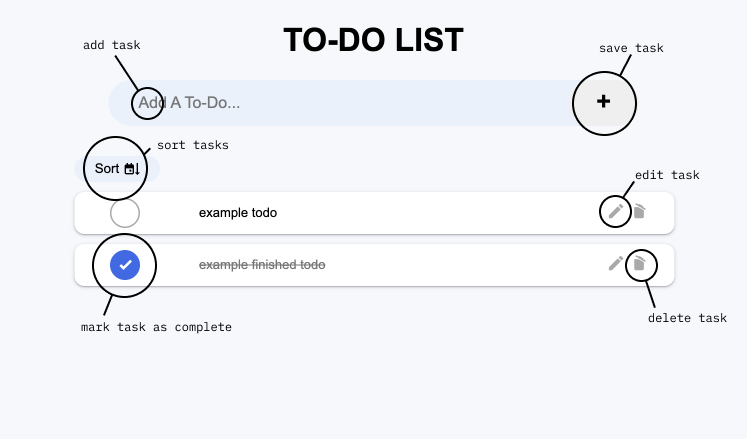 TO-DO LIST
add task
save task
Add A To-Do...
+
sort tasks
Sort
edit task
example todo
example finished todo
delete task
mark task as complete